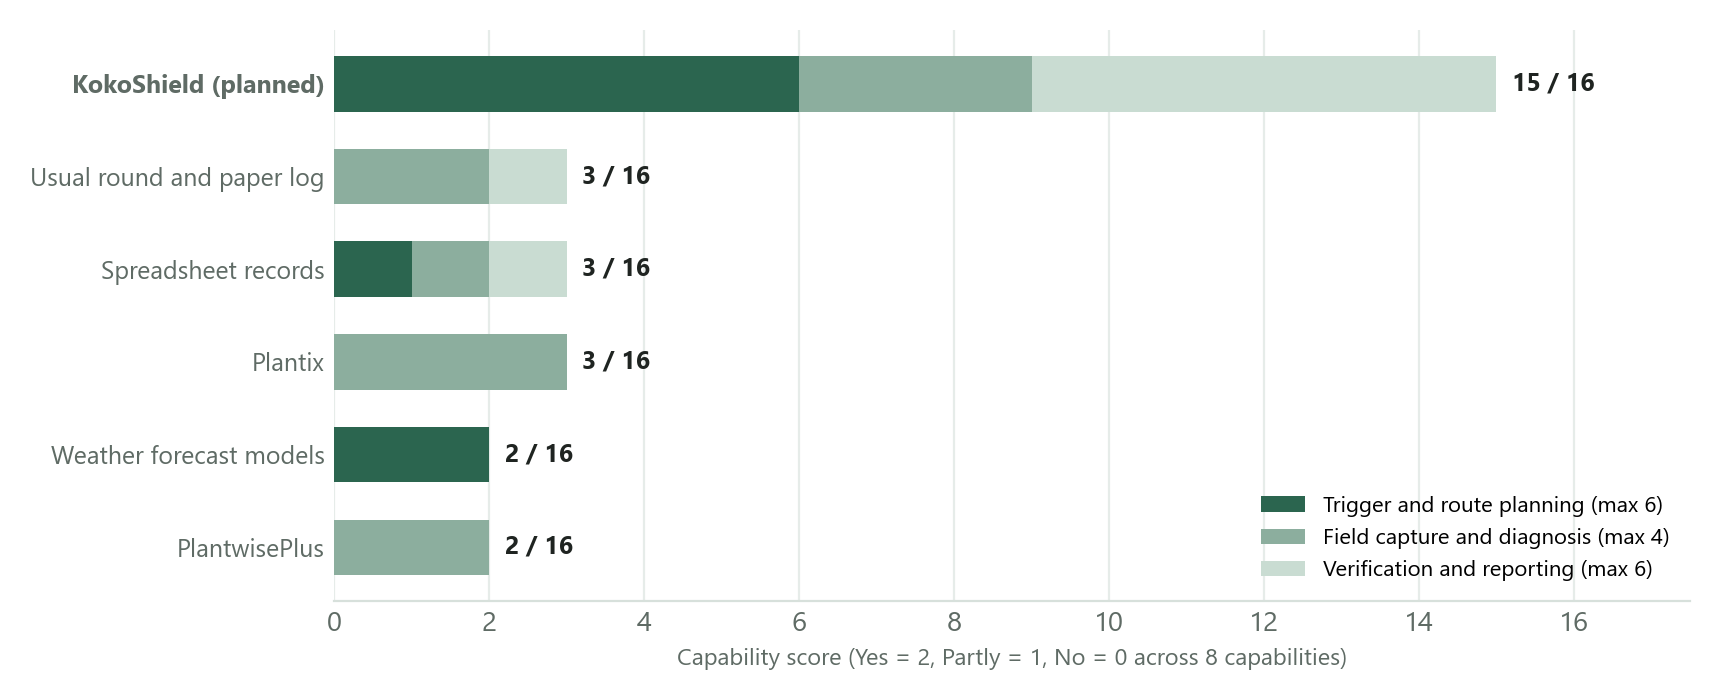 KokoShield (planned)
15 / 16
Usual round and paper log
3 / 16
Spreadsheet records
3 / 16
Plantix
3 / 16
Weather forecast models
2 / 16
PlantwisePlus
2 / 16
Trigger and route planning (max 6)
Field capture and diagnosis (max 4)
Verification and reporting (max 6)
0 2 4 6 8 10 12 14 16
Capability score (Yes = 2, Partly = 1, No = 0 across 8 capabilities)